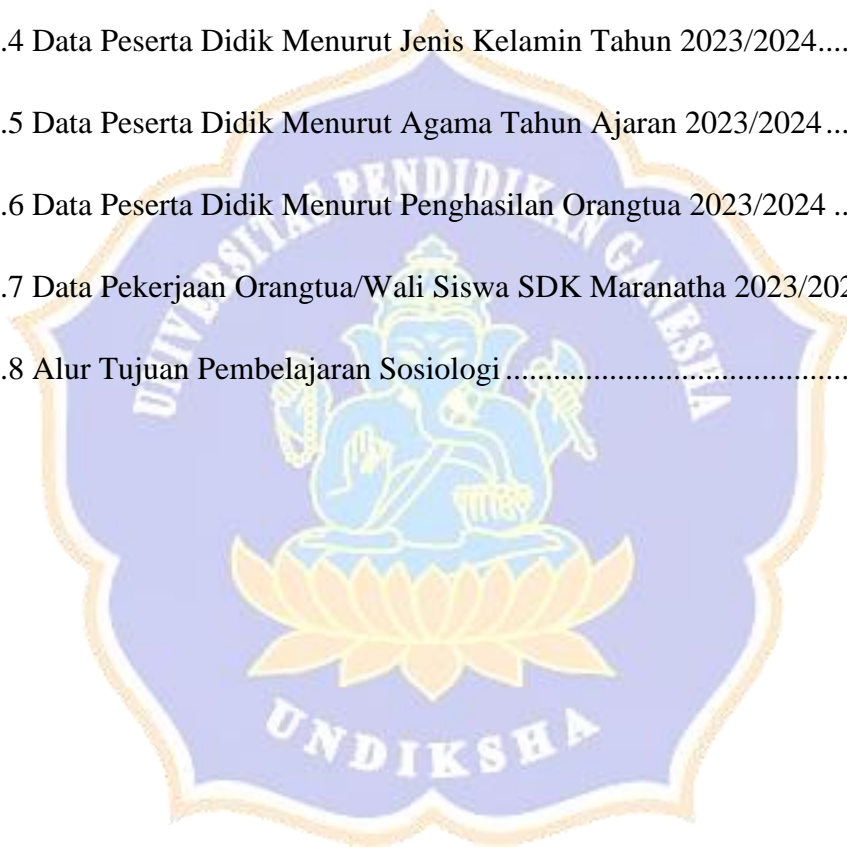 .4 Data Peserta Didik Menurut Jenis Kelamin Tahun 2023/2024....
.5 Data Peserta Didik Menurut Agama Tahun Ajaran 2023/2024 ...
.6 Data Peserta Didik Menurut Penghasilan Orangtua 2023/2024 ..
.7 Data Pekerjaan Orangtua/Wali Siswa SDK Maranatha 2023/202
.8 Alur Tujuan Pembelajaran Sosiologi ..........................................
UNIVERSITAS PENDIDIKAN GANESHA
UNDIKSHA